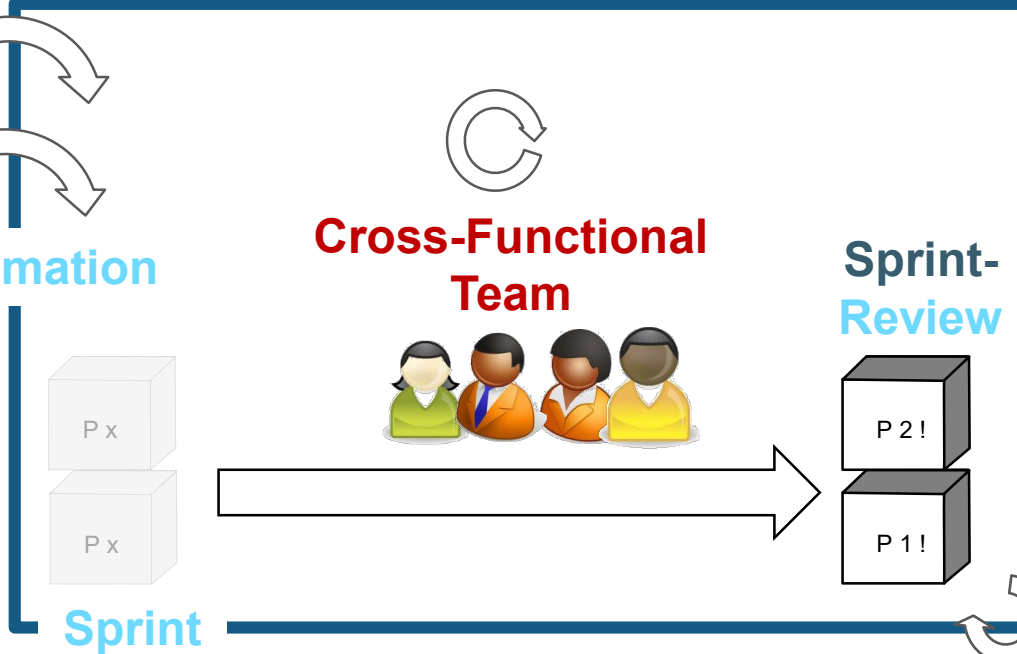 Cross-Functional
Team
mation
Sprint-
Review
P x
P 2 !
P x
P 1 !
Sprint